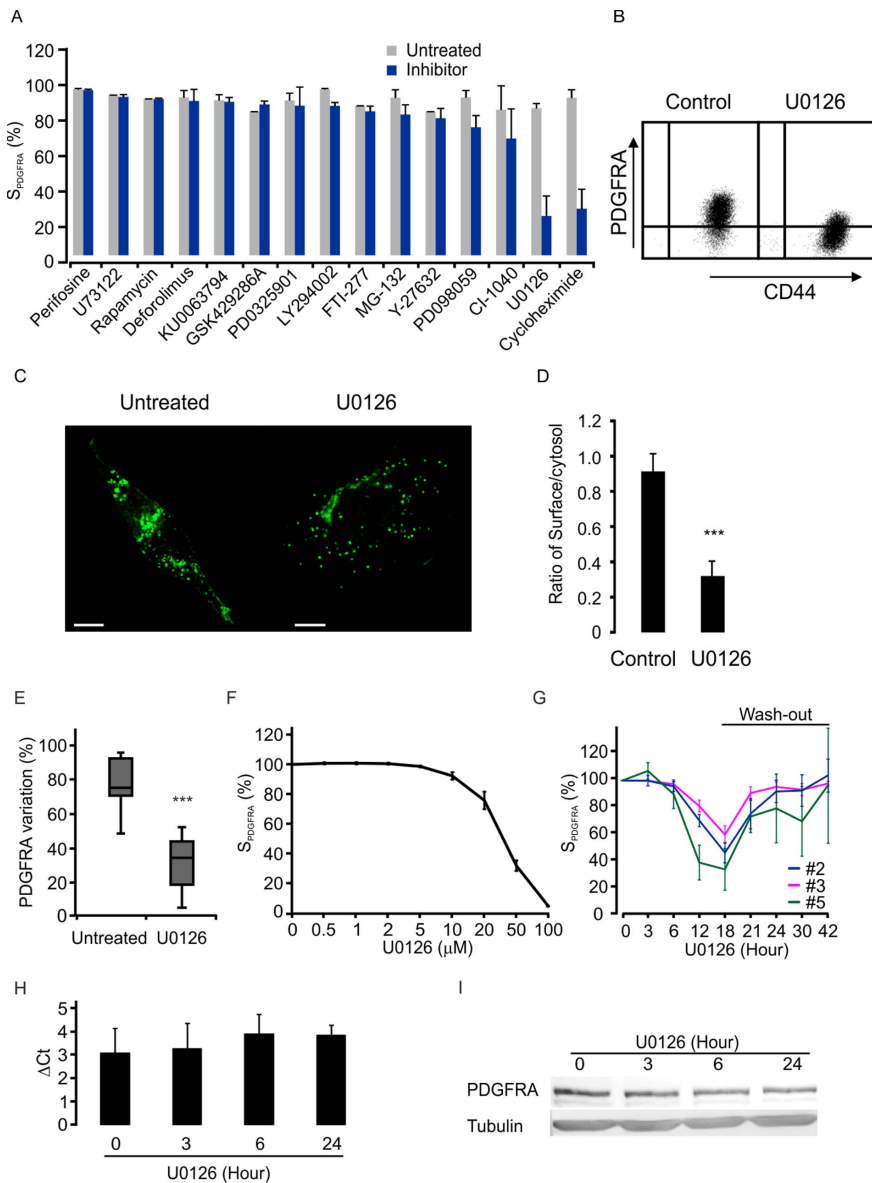 A
S_PDGFRA (%)
120
100
80
60
40
20
0
Untreated
Inhibitor
Perifosine
U73122
Rapamycin
Deforolimus
KU0063794
GSK429286A
PD0325901
LY294002
FTI-277
MG-132
Y-27632
PD098059
CI-1040
U0126
Cycloheximide
B
Control U0126
PDGFRA
CD44
C
Untreated U0126
D
Ratio of Surface/cytosol
1.2
1.0
0.8
0.6
0.4
0.2
0
***
Control U0126
E
PDGFRA variation (%)
100
80
60
40
20
0
***
Untreated U0126
F
S_PDGFRA (%)
120
100
80
60
40
20
0
0 0.5 1 2 5 10 20 50 100
U0126 (μM)
G
Wash-out
S_PDGFRA (%)
120
100
80
60
40
20
0
#2
#3
#5
0 3 6 12 18 21 24 30 42
U0126 (Hour)
H
ΔCt
5
4
3
2
1
0
0 3 6 24
U0126 (Hour)
I
U0126 (Hour)
0 3 6 24
PDGFRA
Tubulin